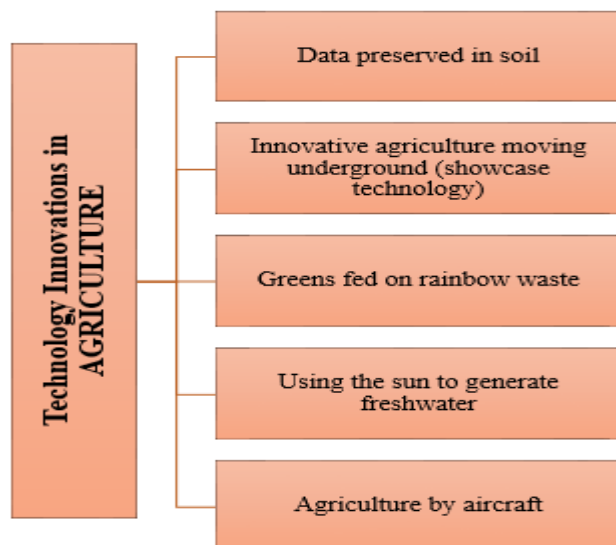 Technology Innovations in
AGRICULTURE
Data preserved in soil
Innovative agriculture moving
underground (showcase
technology)
Greens fed on rainbow waste
Using the sun to generate
freshwater
Agriculture by aircraft